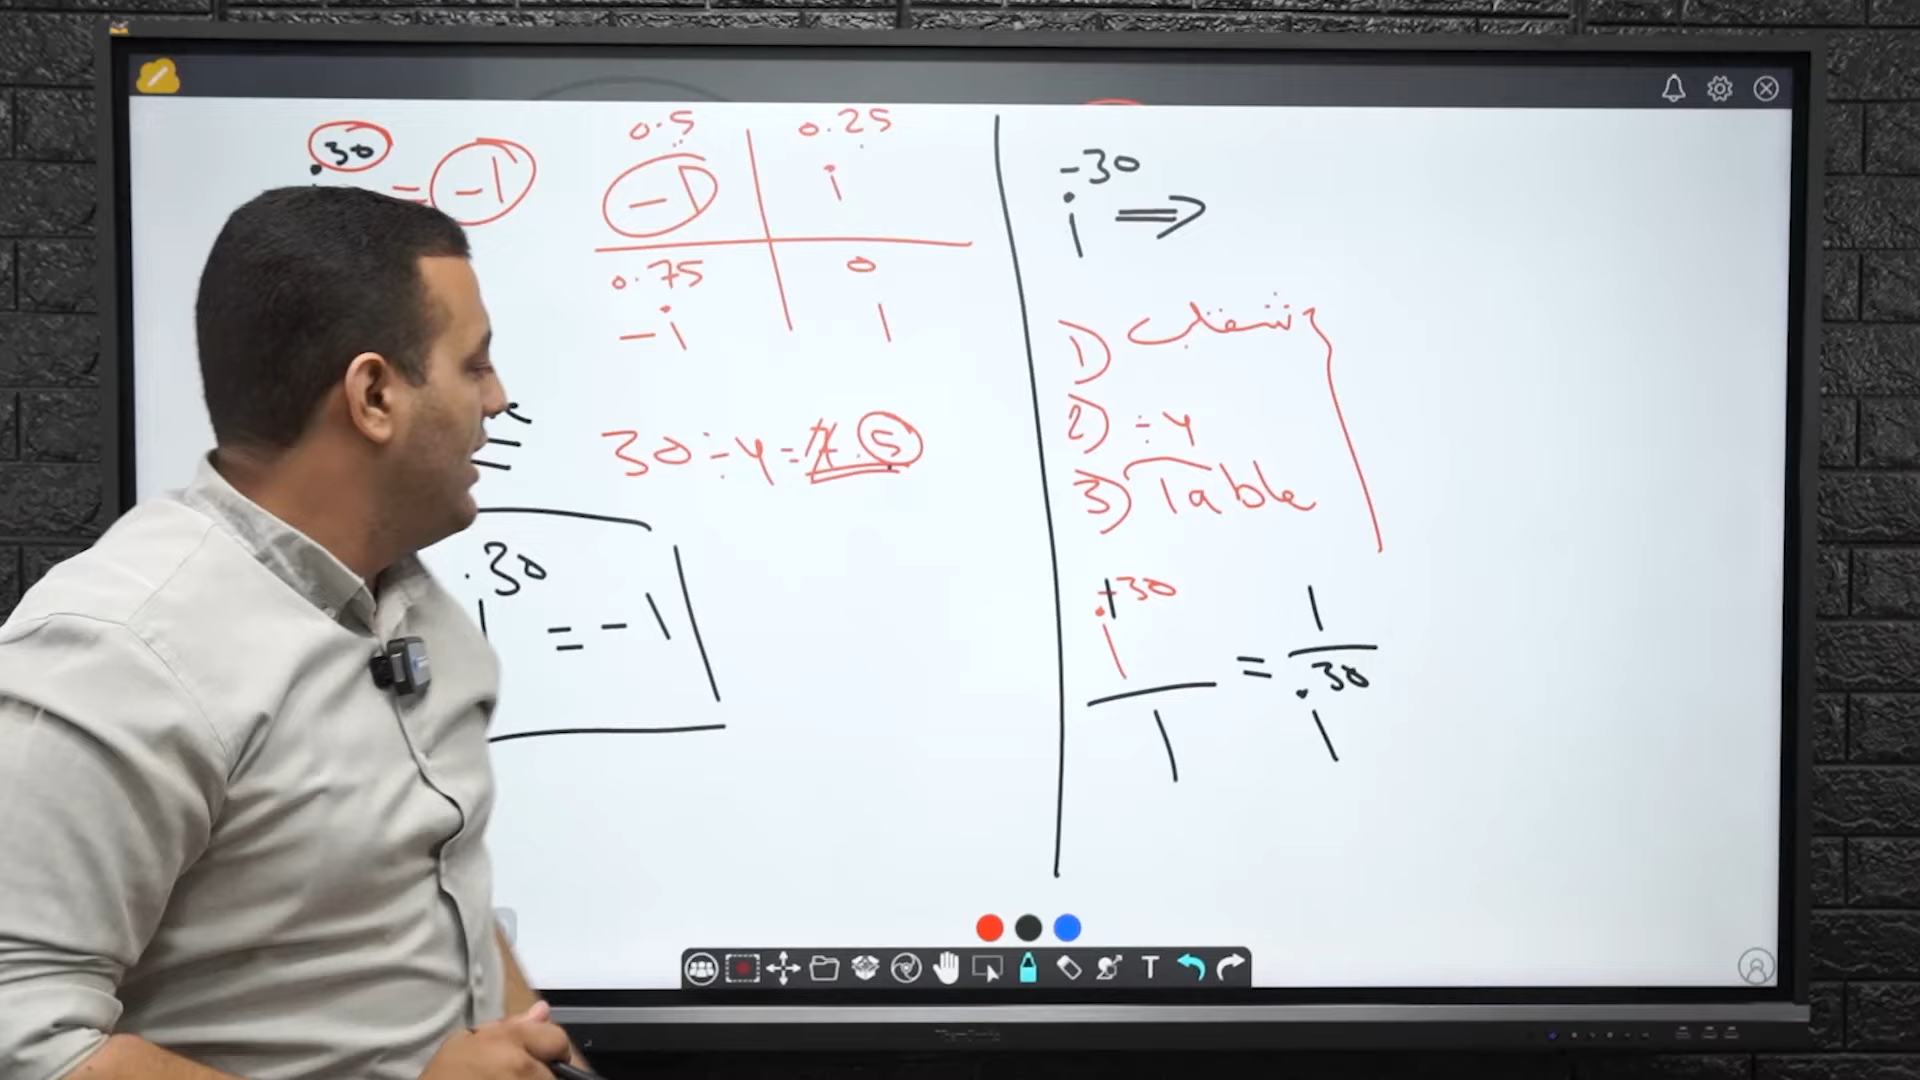 i^30 = -1
0.5 0.25
-1 i
0.75 0
-i 1
30 ÷ 4 = 7.5
i^30 = -1
i^-30 ⇒
1)
2) ÷ 4
3) Table
i^+30 / 1 = 1 / i^30
T